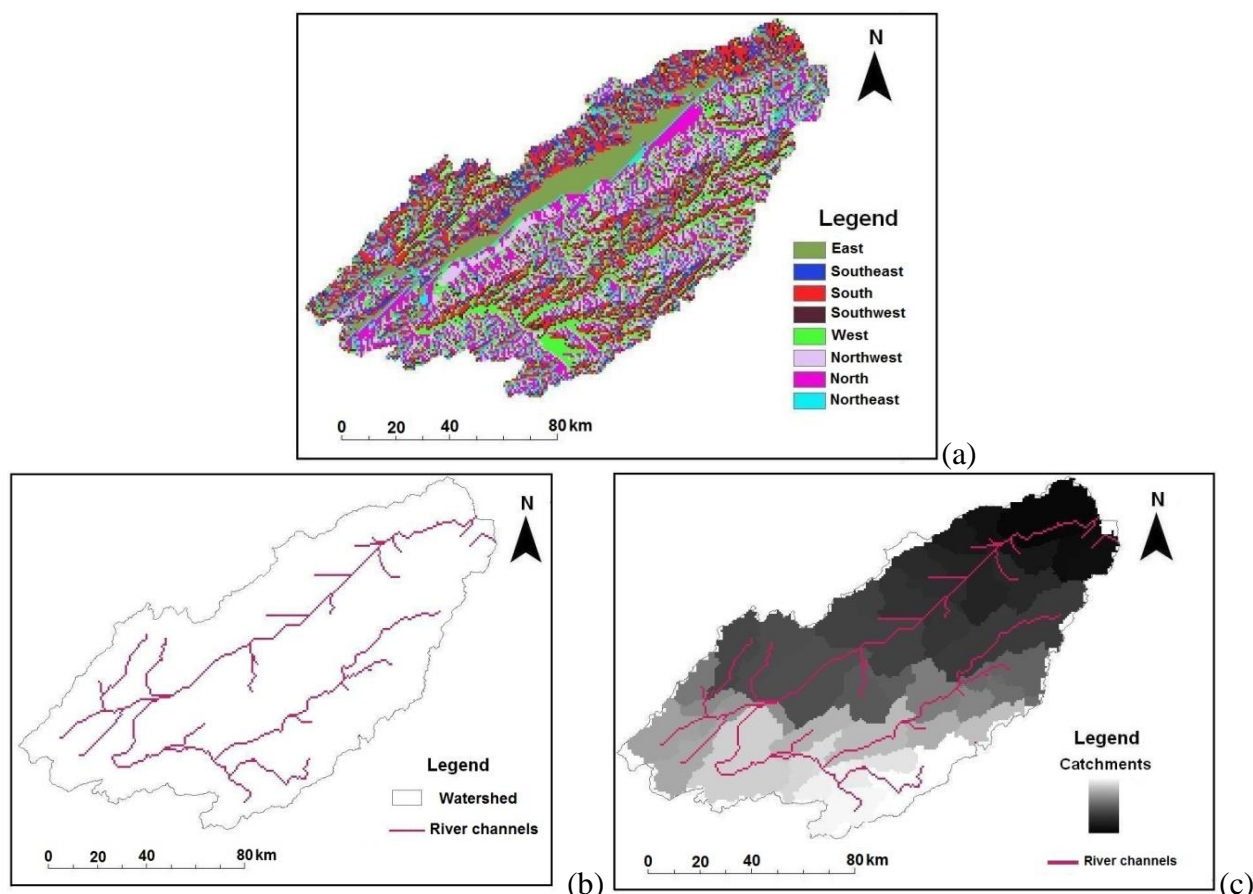 N
Legend
East
Southeast
South
Southwest
West
Northwest
North
Northeast
0 20 40 80 km
(a)
N
Legend
Watershed
River channels
0 20 40 80 km
(b)
N
Legend
Catchments
River channels
0 20 40 80 km
(c)